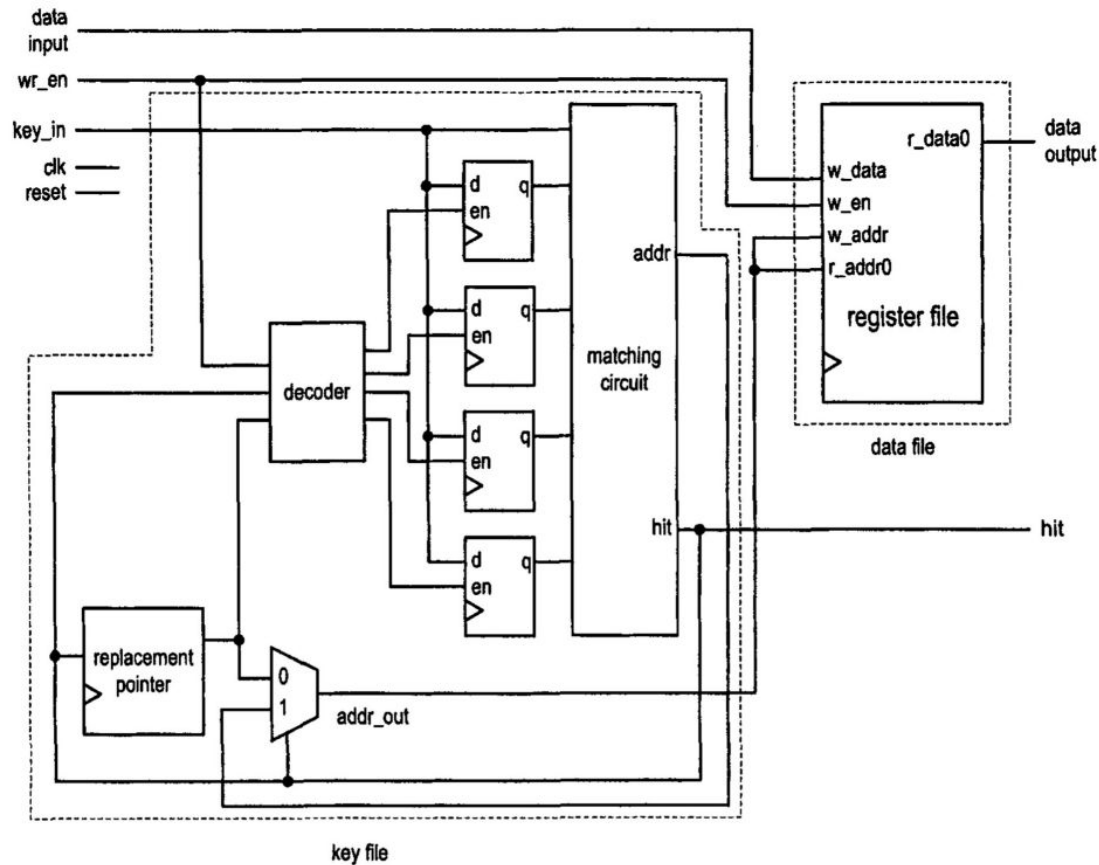 data
input
wr_en
key_in
clk
reset
d
q
en
d
q
en
d
q
en
d
q
en
decoder
replacement
pointer
0
1
addr_out
addr
matching
circuit
hit
r_data0
w_data
w_en
w_addr
r_addr0
register file
data
output
data file
hit
key file